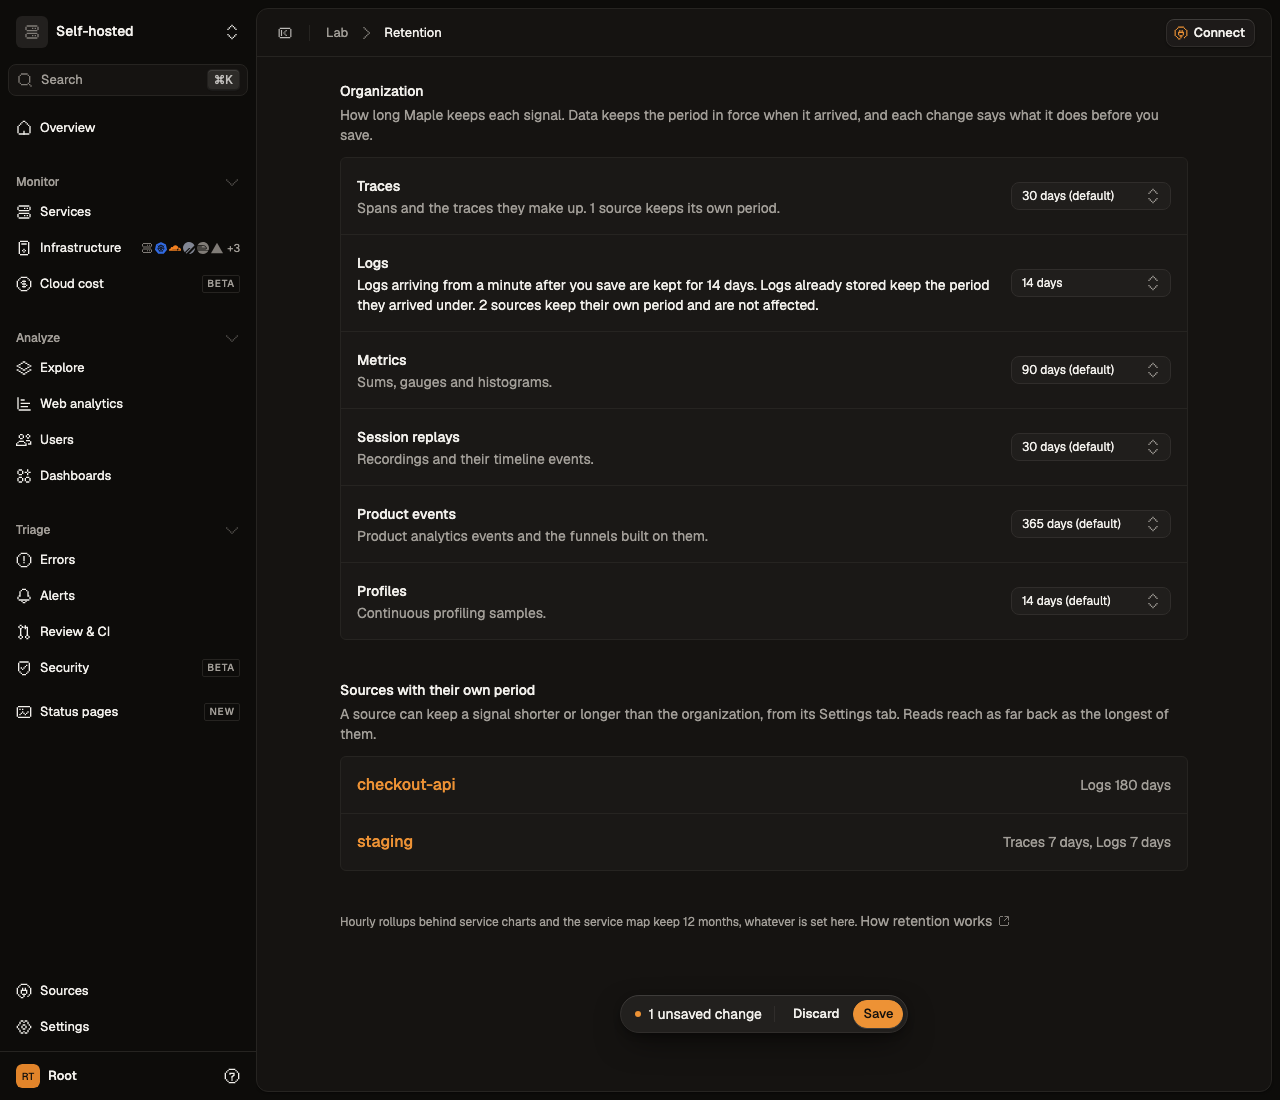 Self-hosted
Search
⌘K
Overview
Monitor
Services
Infrastructure
+3
Cloud cost
BETA
Analyze
Explore
Web analytics
Users
Dashboards
Triage
Errors
Alerts
Review & CI
Security
BETA
Status pages
NEW
Sources
Settings
RT
Root
Lab
Retention
Connect
Organization
How long Maple keeps each signal. Data keeps the period in force when it arrived, and each change says what it does before you
save.
Traces
Spans and the traces they make up. 1 source keeps its own period.
30 days (default)
Logs
Logs arriving from a minute after you save are kept for 14 days. Logs already stored keep the period
they arrived under. 2 sources keep their own period and are not affected.
14 days
Metrics
Sums, gauges and histograms.
90 days (default)
Session replays
Recordings and their timeline events.
30 days (default)
Product events
Product analytics events and the funnels built on them.
365 days (default)
Profiles
Continuous profiling samples.
14 days (default)
Sources with their own period
A source can keep a signal shorter or longer than the organization, from its Settings tab. Reads reach as far back as the longest of
them.
checkout-api
Logs 180 days
staging
Traces 7 days, Logs 7 days
Hourly rollups behind service charts and the service map keep 12 months, whatever is set here. How retention works
1 unsaved change
Discard
Save